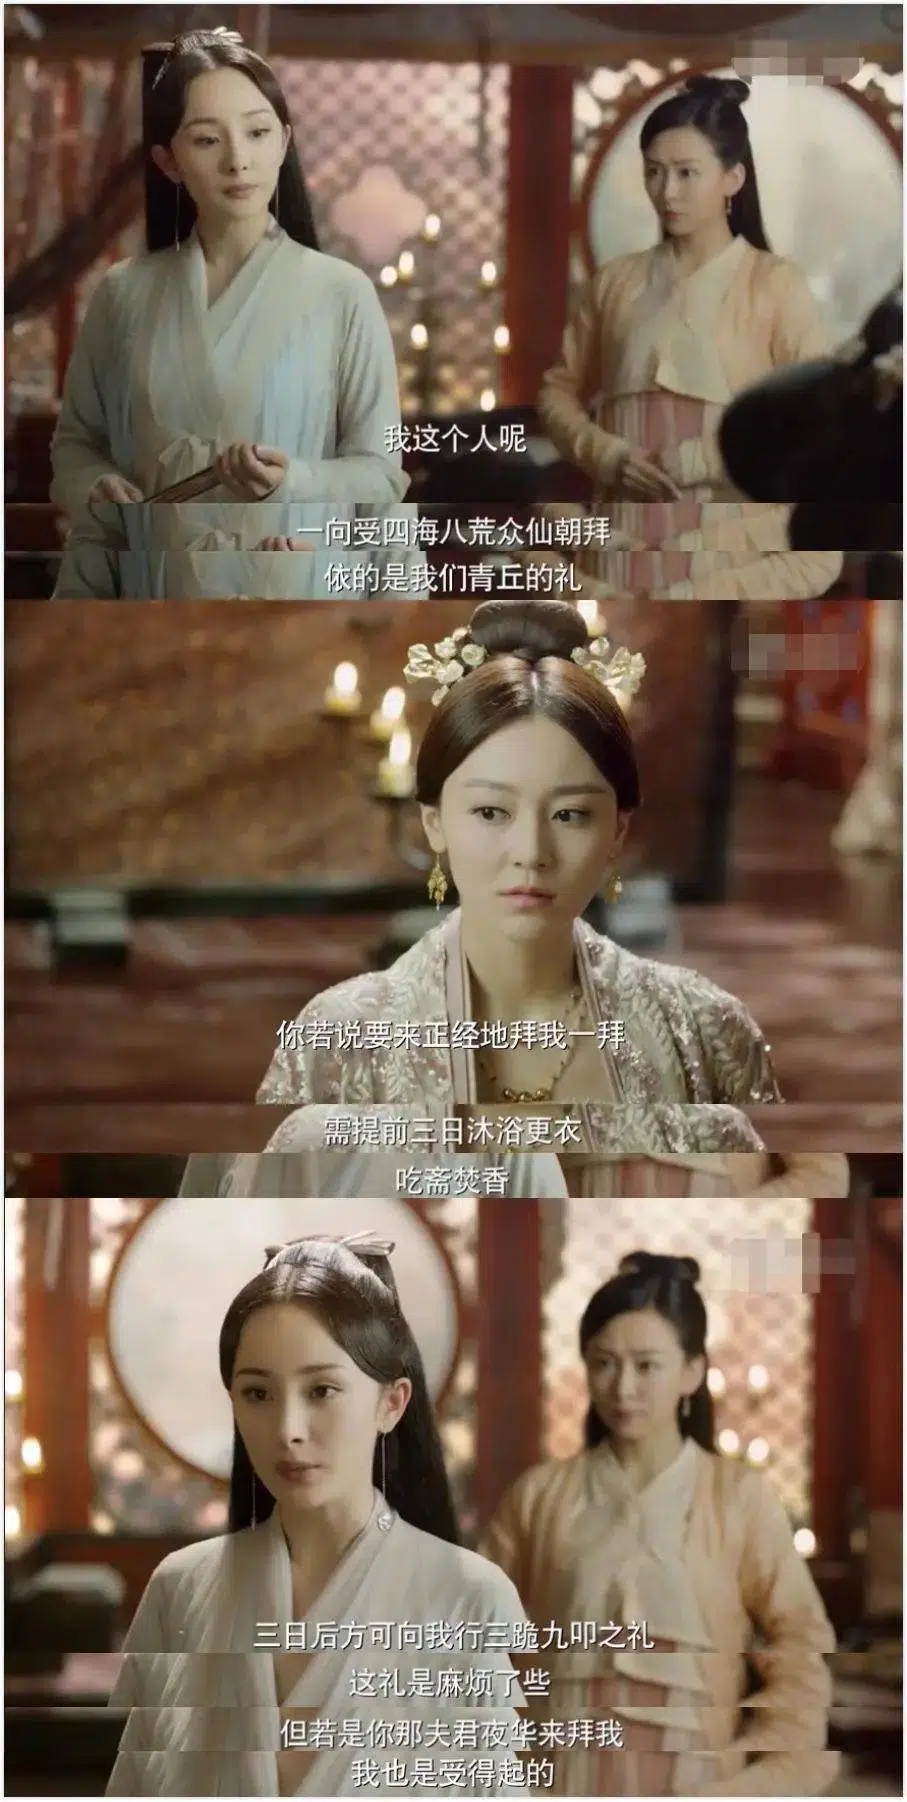 我这个人呢
一向受四海八荒众仙朝拜
依的是我们青丘的礼
你若说要来正经地拜我一拜
需提前三日沐浴更衣
吃斋焚香
三日后方可向我行三跪九叩之礼
这礼是麻烦了些
但若是你那夫君夜华来拜我
我也是受得起的